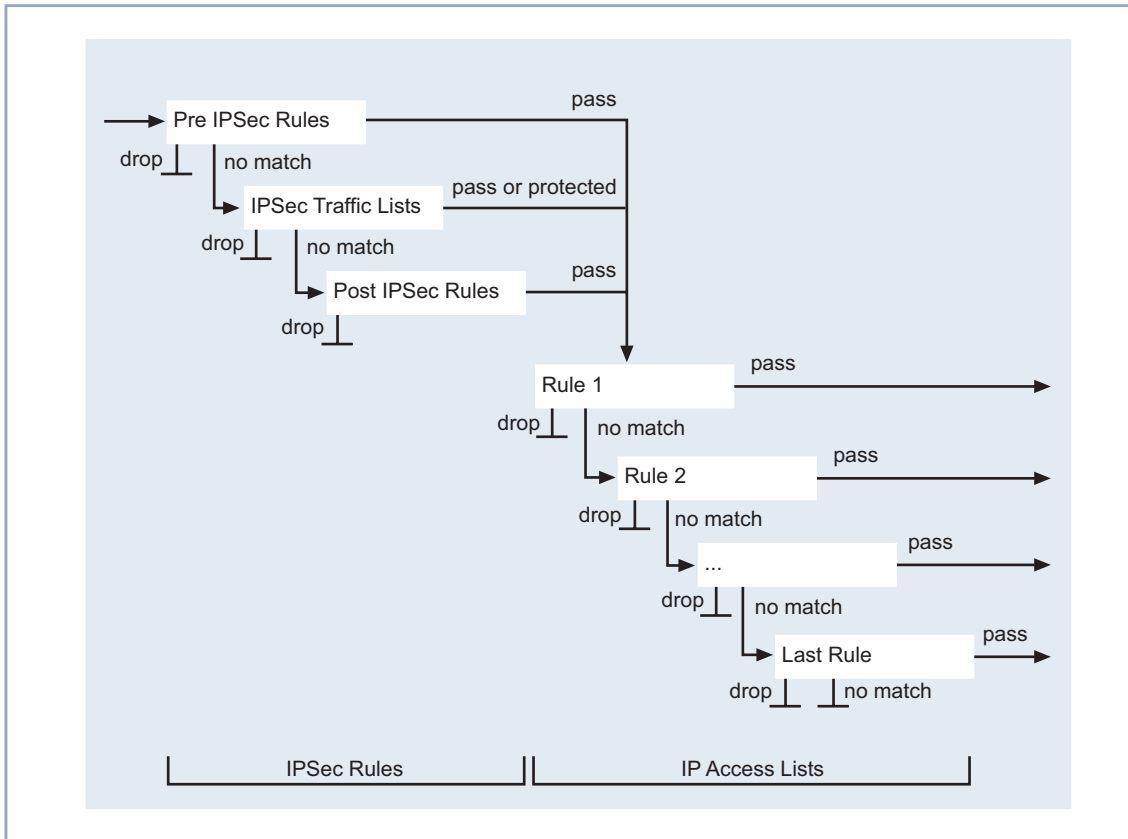 pass
Pre IPSec Rules
drop
no match
pass or protected
IPSec Traffic Lists
drop
no match
pass
Post IPSec Rules
drop
pass
Rule 1
drop
no match
pass
Rule 2
drop
no match
pass
...
drop
no match
pass
Last Rule
drop
no match
IPSec Rules
IP Access Lists